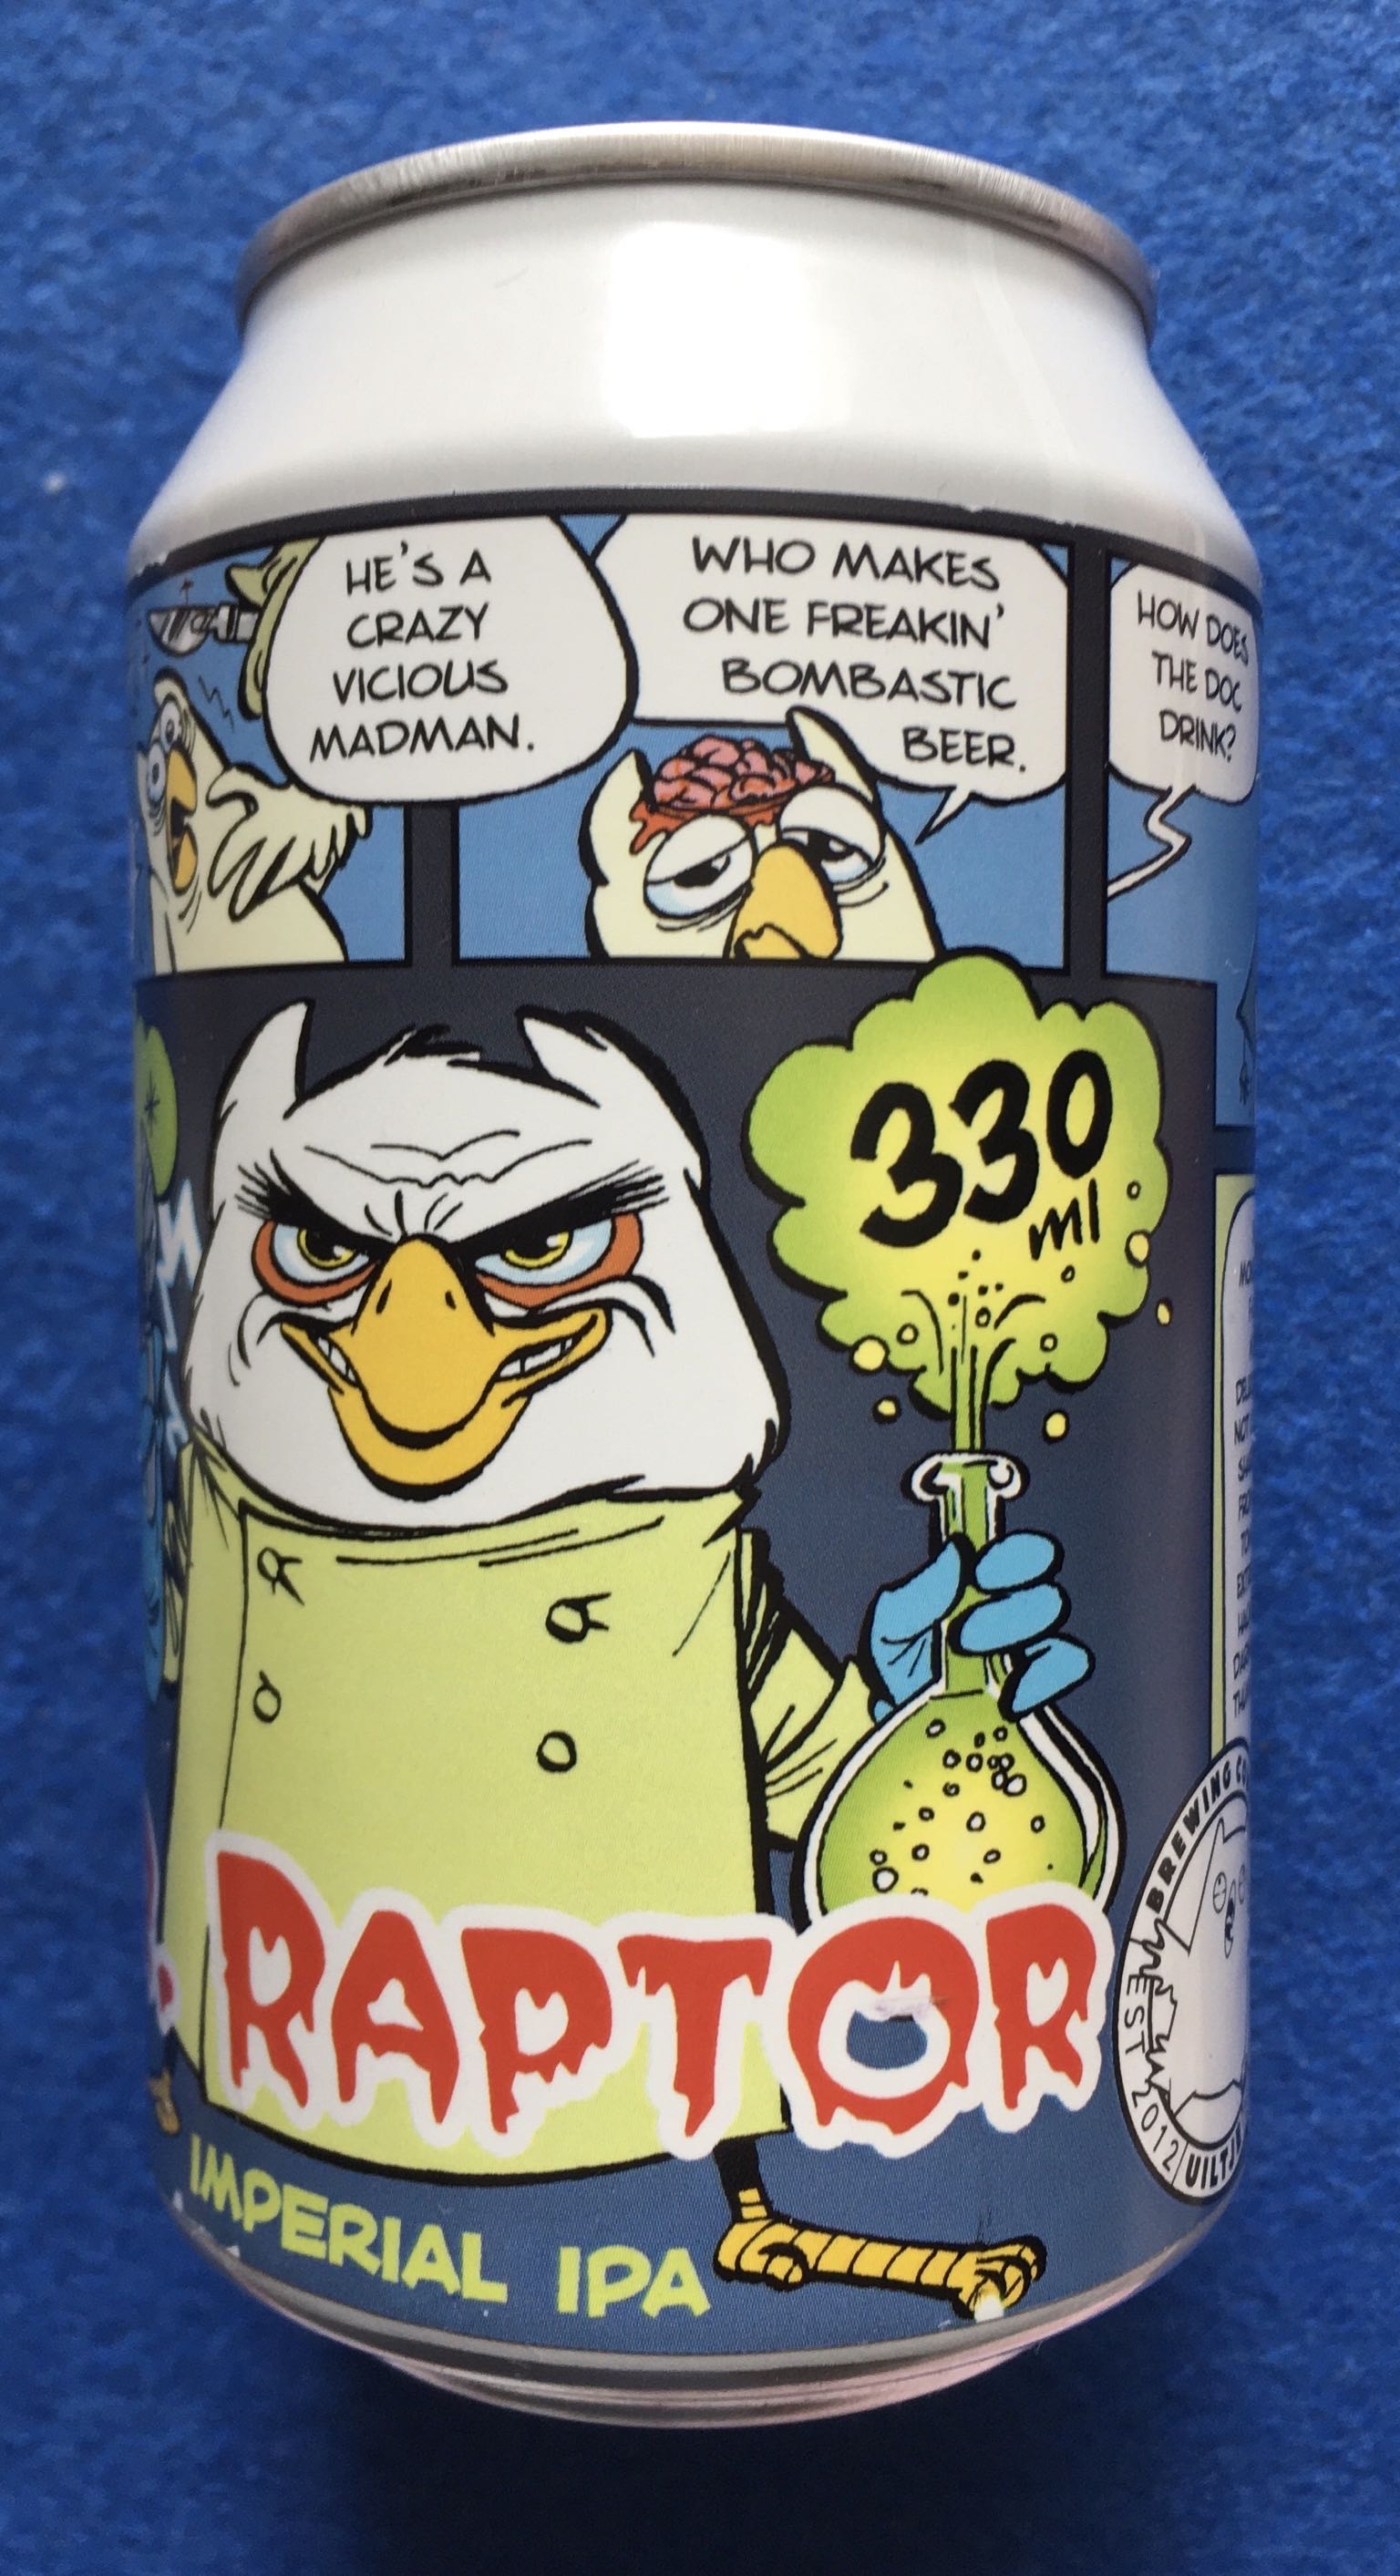 HE'S A
CRAZY
VICIOUS
MADMAN.
WHO MAKES
ONE FREAKIN'
BOMBASTIC
BEER.
HOW DOES
THE DOC
DRINK?
330
ml
RAPTOR
IMPERIAL IPA
BREWING
EST
2012